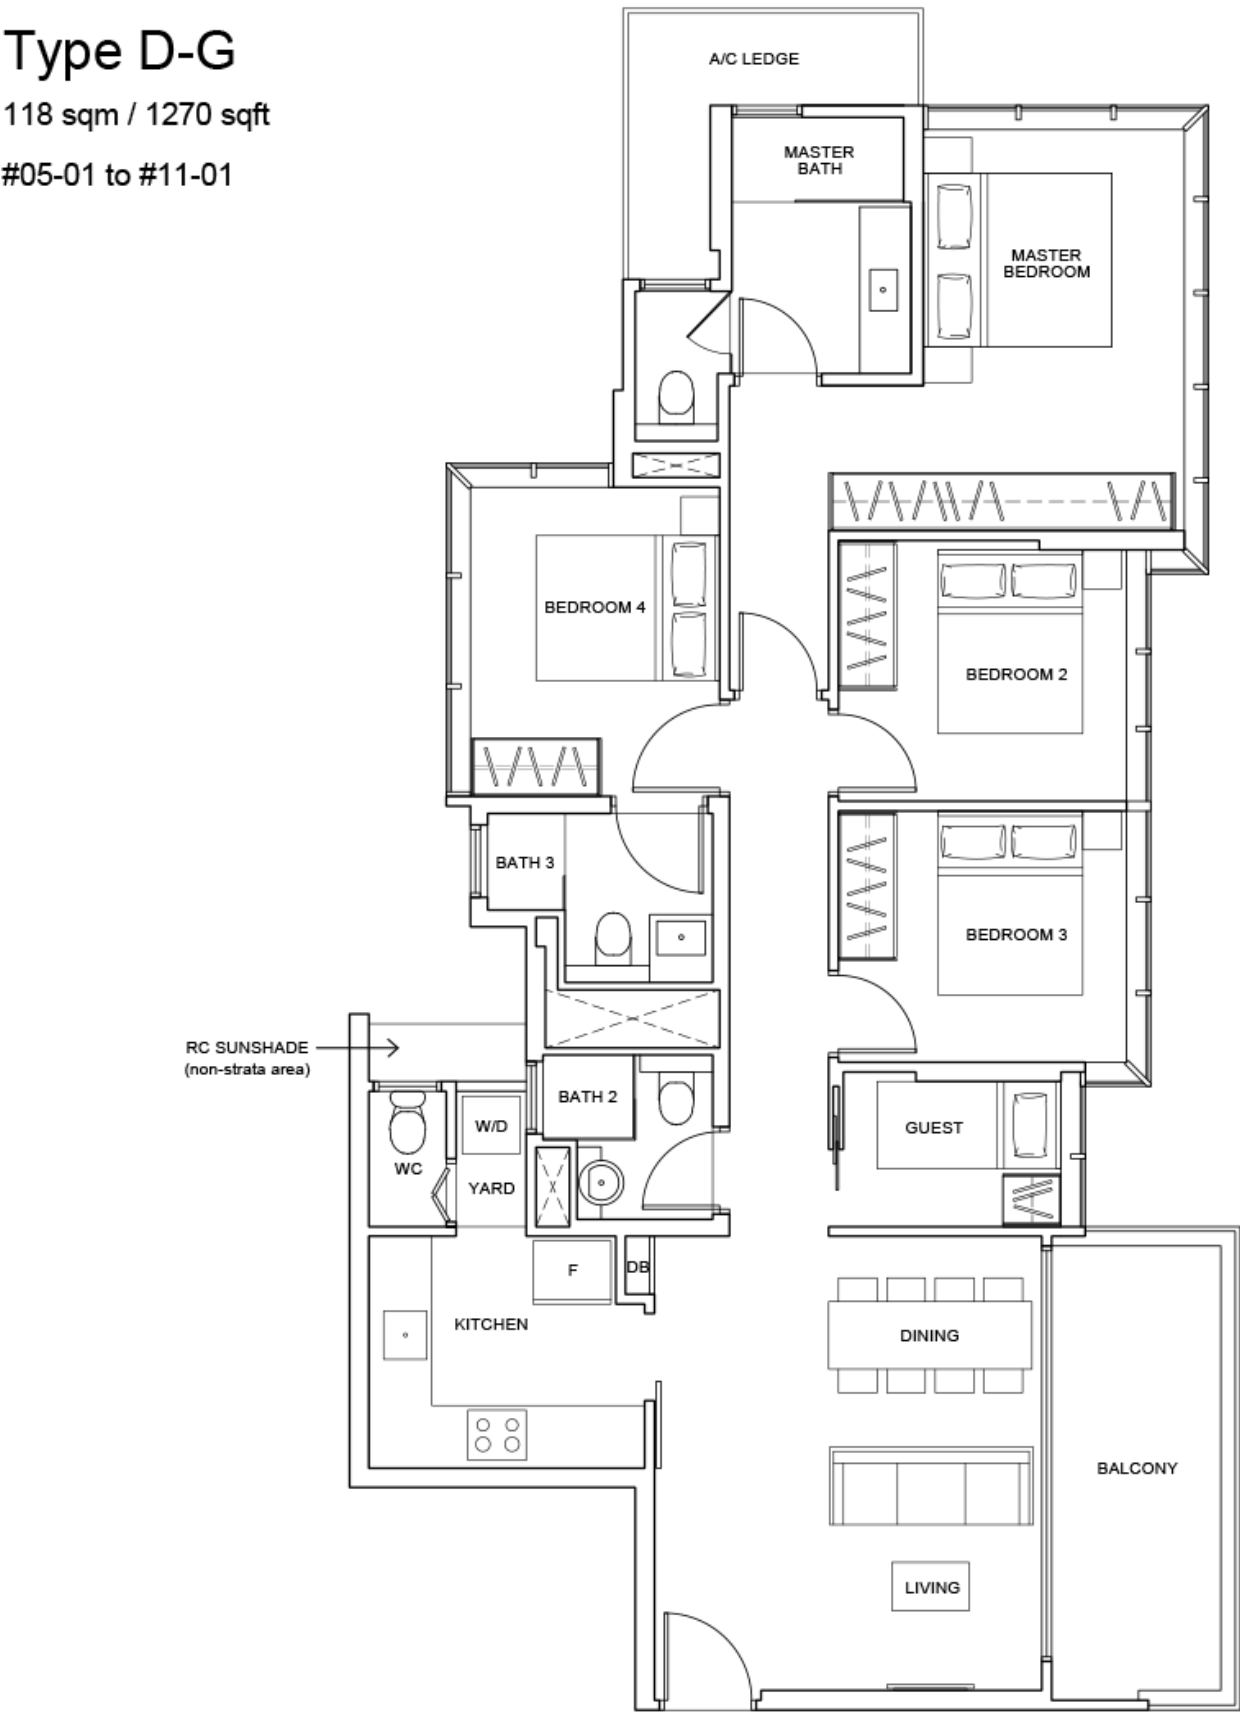 Type D-G
118 sqm / 1270 sqft
#05-01 to #11-01
A/C LEDGE
MASTER
BATH
MASTER
BEDROOM
BEDROOM 4
BEDROOM 2
BATH 3
BEDROOM 3
RC SUNSHADE
(non-strata area)
BATH 2
W/D
GUEST
WC
YARD
F
DB
KITCHEN
DINING
BALCONY
LIVING